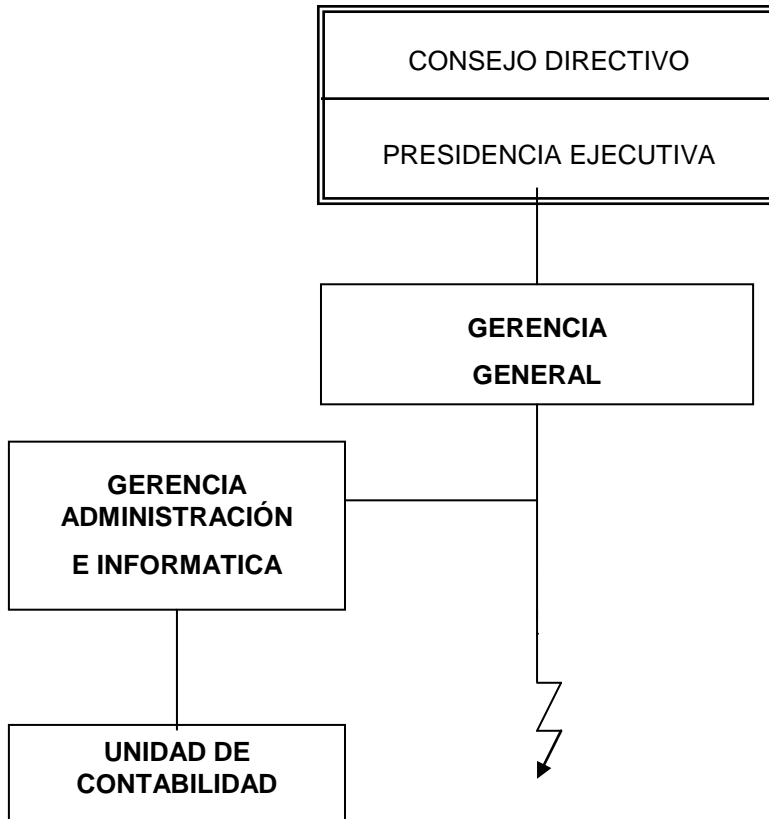 CONSEJO DIRECTIVO
PRESIDENCIA EJECUTIVA
GERENCIA
GENERAL
GERENCIA
ADMINISTRACIÓN
E INFORMATICA
UNIDAD DE
CONTABILIDAD